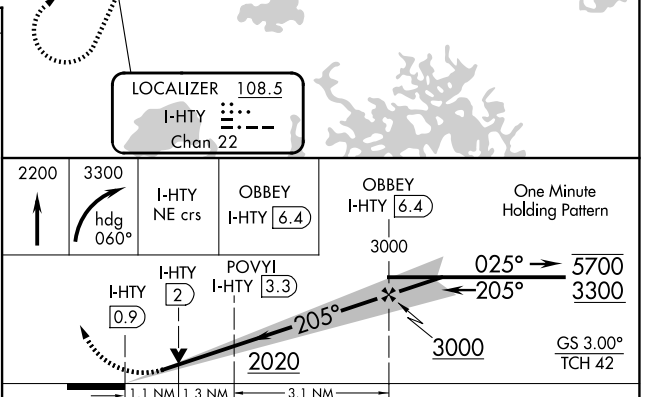 LOCALIZER 108.5
I-HTY
Chan 22
2200
3300
hdg
060°
I-HTY
NE crs
OBBEY
I-HTY 6.4
OBBEY
I-HTY 6.4
3000
One Minute
Holding Pattern
025°
205°
5700
3300
I-HTY
0.9
I-HTY
2
POVYI
I-HTY 3.3
205°
2020
3000
GS 3.00°
TCH 42
1.1 NM
1.3 NM
3.1 NM